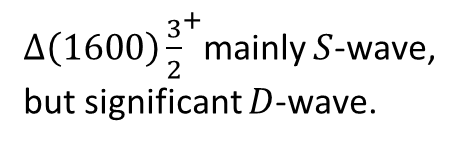 Δ(1600) 3/2⁺ mainly S-wave,
but significant D-wave.